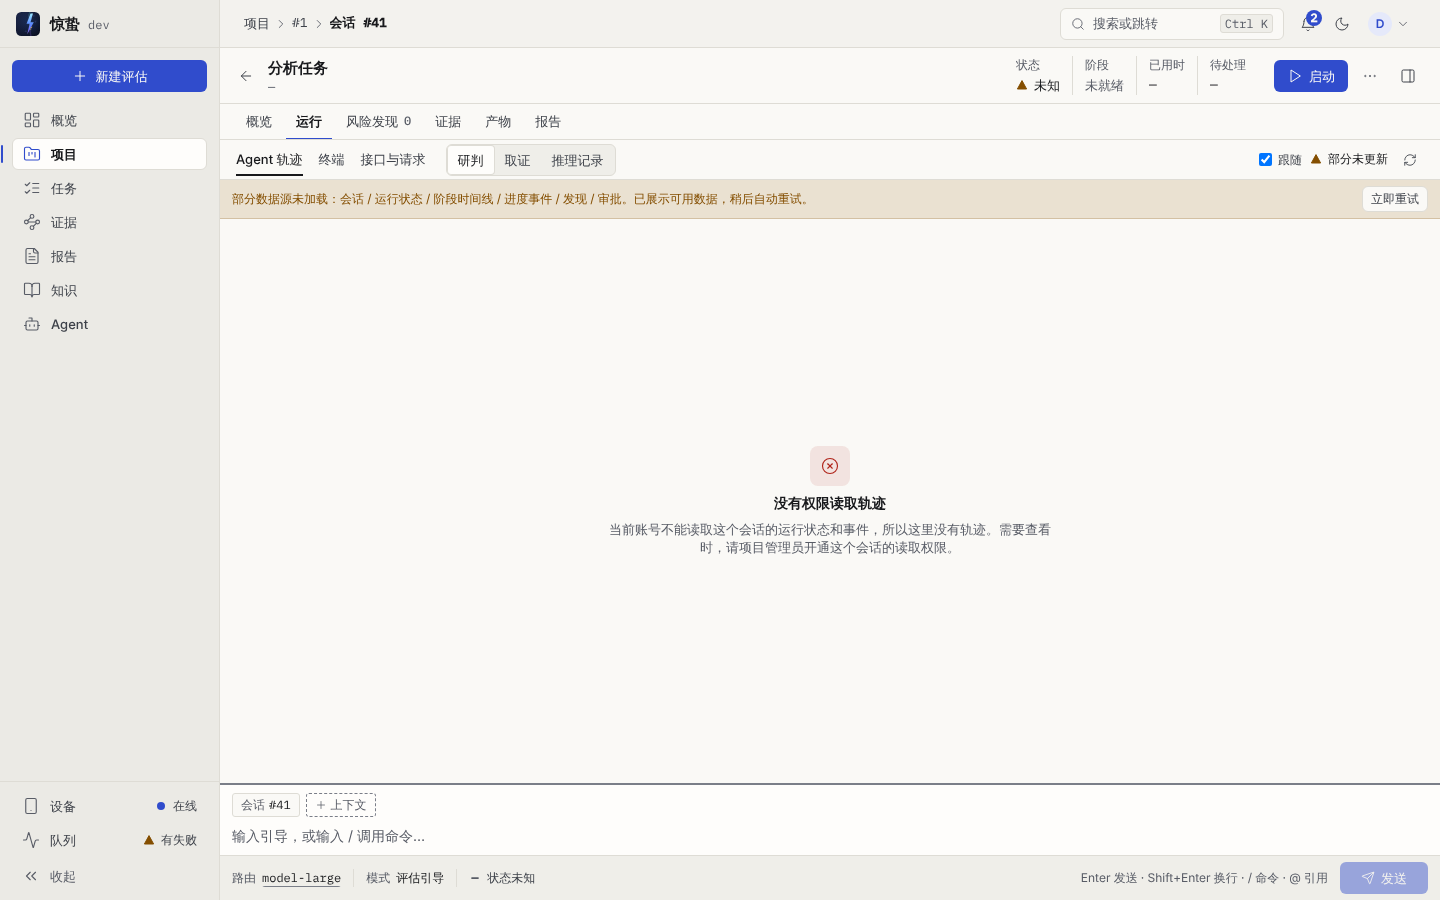 惊蛰 dev
项目 #1 会话 #41
搜索或跳转 Ctrl K
2
D
新建评估
概览
项目
任务
证据
报告
知识
Agent
设备 在线
队列 有失败
收起
分析任务
–
状态 未知
阶段 未就绪
已用时 –
待处理 –
启动
概览 运行 风险发现 0 证据 产物 报告
Agent 轨迹 终端 接口与请求 研判 取证 推理记录
跟随 部分未更新
部分数据源未加载：会话 / 运行状态 / 阶段时间线 / 进度事件 / 发现 / 审批。已展示可用数据，稍后自动重试。
立即重试
没有权限读取轨迹
当前账号不能读取这个会话的运行状态和事件，所以这里没有轨迹。需要查看
时，请项目管理员开通这个会话的读取权限。
会话 #41 + 上下文
输入引导，或输入 / 调用命令...
路由 model-large 模式 评估引导 – 状态未知
Enter 发送 · Shift+Enter 换行 · / 命令 · @ 引用
发送